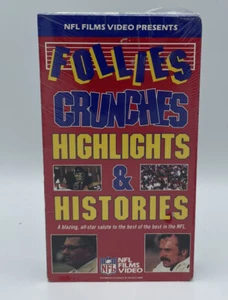 NFL FILMS VIDEO PRESENTS
FOLLIES
CRUNCHES
HIGHLIGHTS
&
HISTORIES
A blazing, all-star salute to the best of the best in the NFL.
NFL
NFL
FILMS
VIDEO